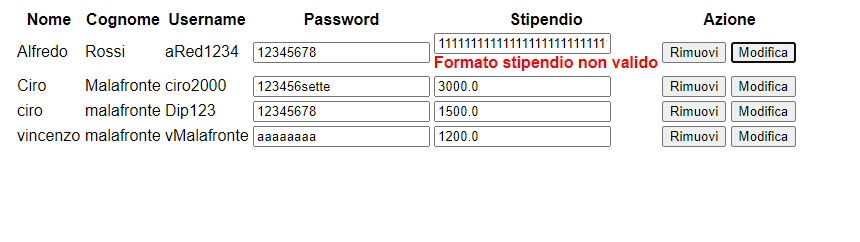 Nome Cognome Username Password Stipendio Azione
Alfredo Rossi aRed1234 12345678 11111111111111111111111111 Rimuovi Modifica
Formato stipendio non valido
Ciro Malafronte ciro2000 123456sette 3000.0 Rimuovi Modifica
ciro malafronte Dip123 12345678 1500.0 Rimuovi Modifica
vincenzo malafronte vMalafronte aaaaaaaa 1200.0 Rimuovi Modifica